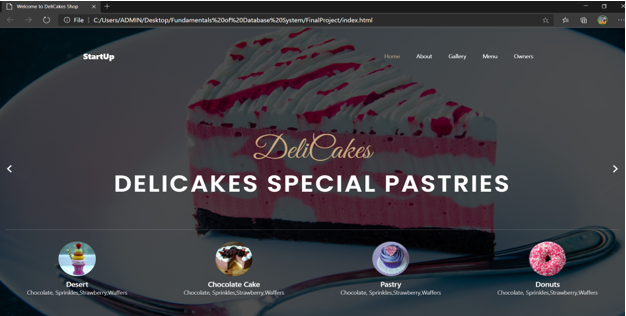 Welcome to DeliCakes Shop
File | C:/Users/ADMIN/Desktop/Fundamentals%20of%20Database%20System/FinalProject/index.html
StartUp
Home About Gallery Menu Owners
DeliCakes
DELICAKES SPECIAL PASTRIES
Desert
Chocolate, Sprinkles,Strawberry,Waffers
Chocolate Cake
Chocolate, Sprinkles,Strawberry,Waffers
Pastry
Chocolate, Sprinkles,Strawberry,Waffers
Donuts
Chocolate, Sprinkles,Strawberry,Waffers